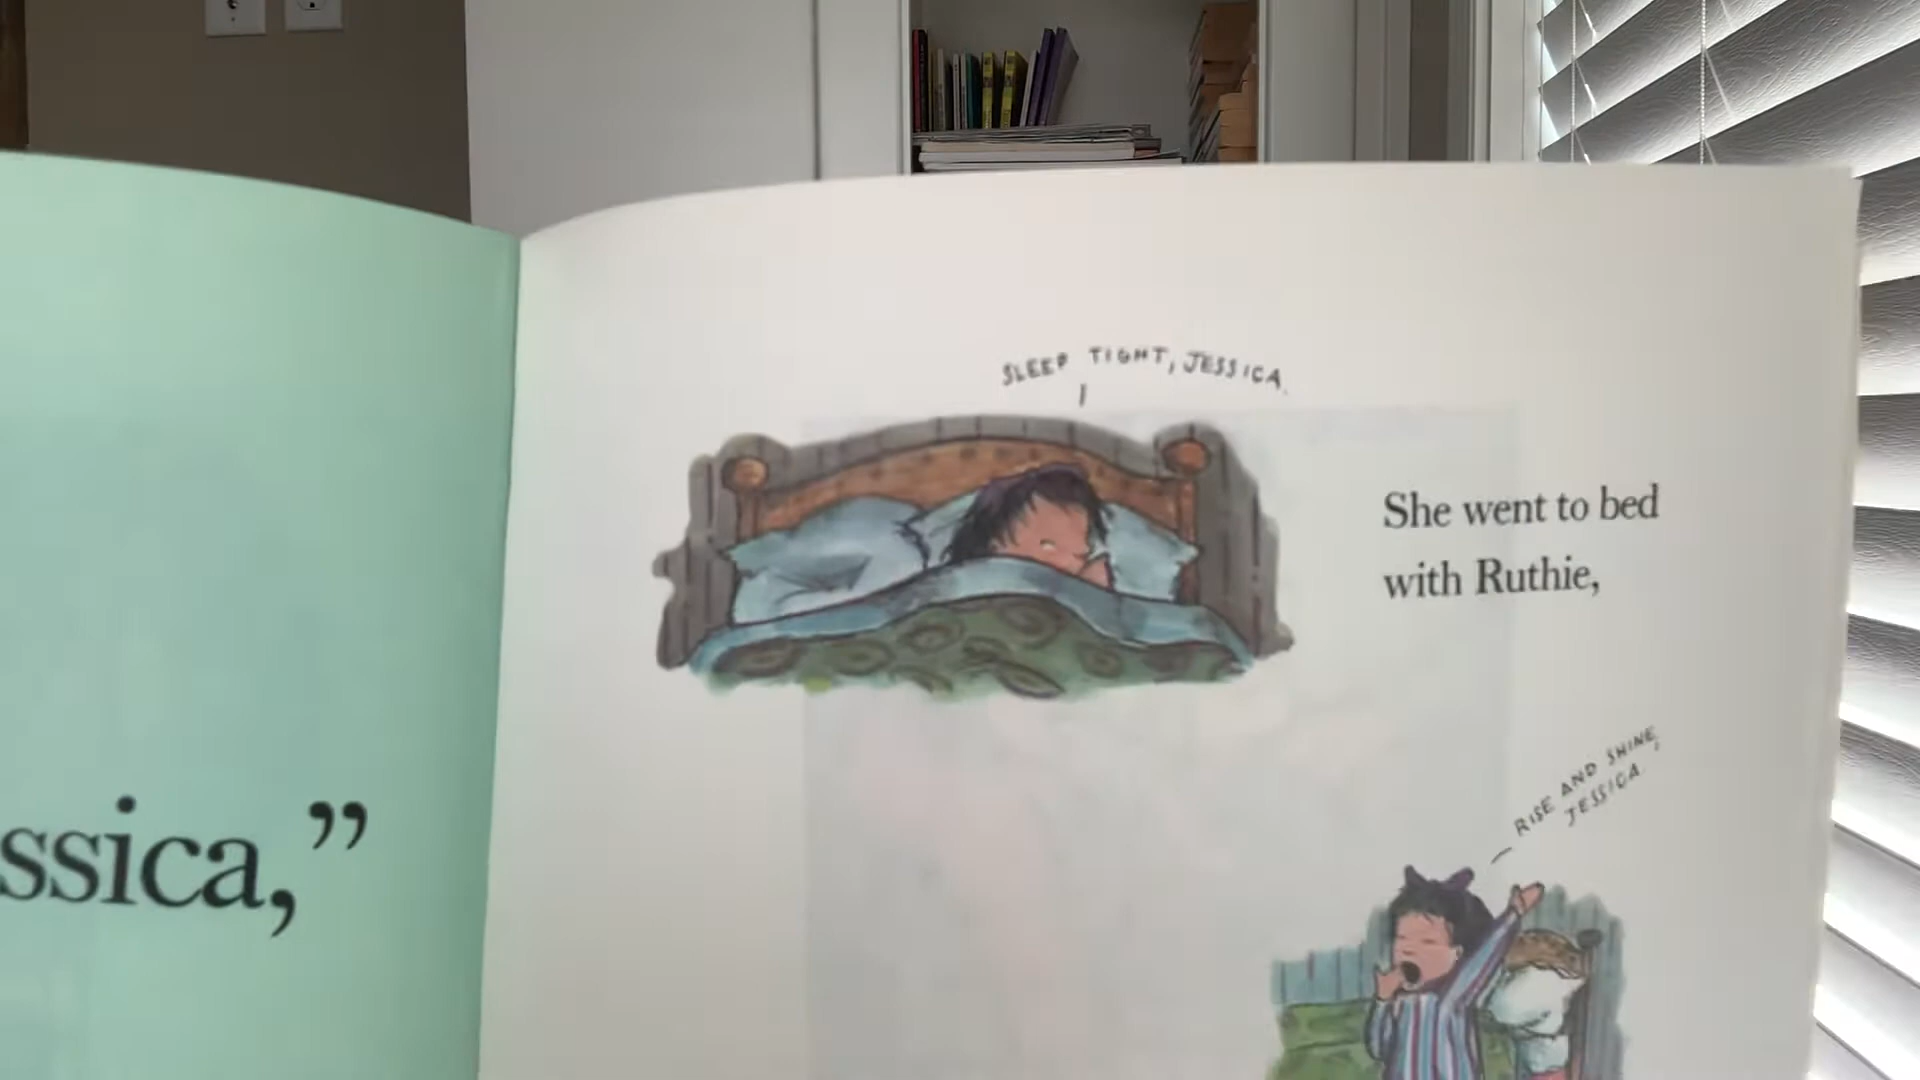 ssica,”
SLEEP TIGHT, JESSICA.
She went to bed
with Ruthie,
RISE AND SHINE,
JESSICA.